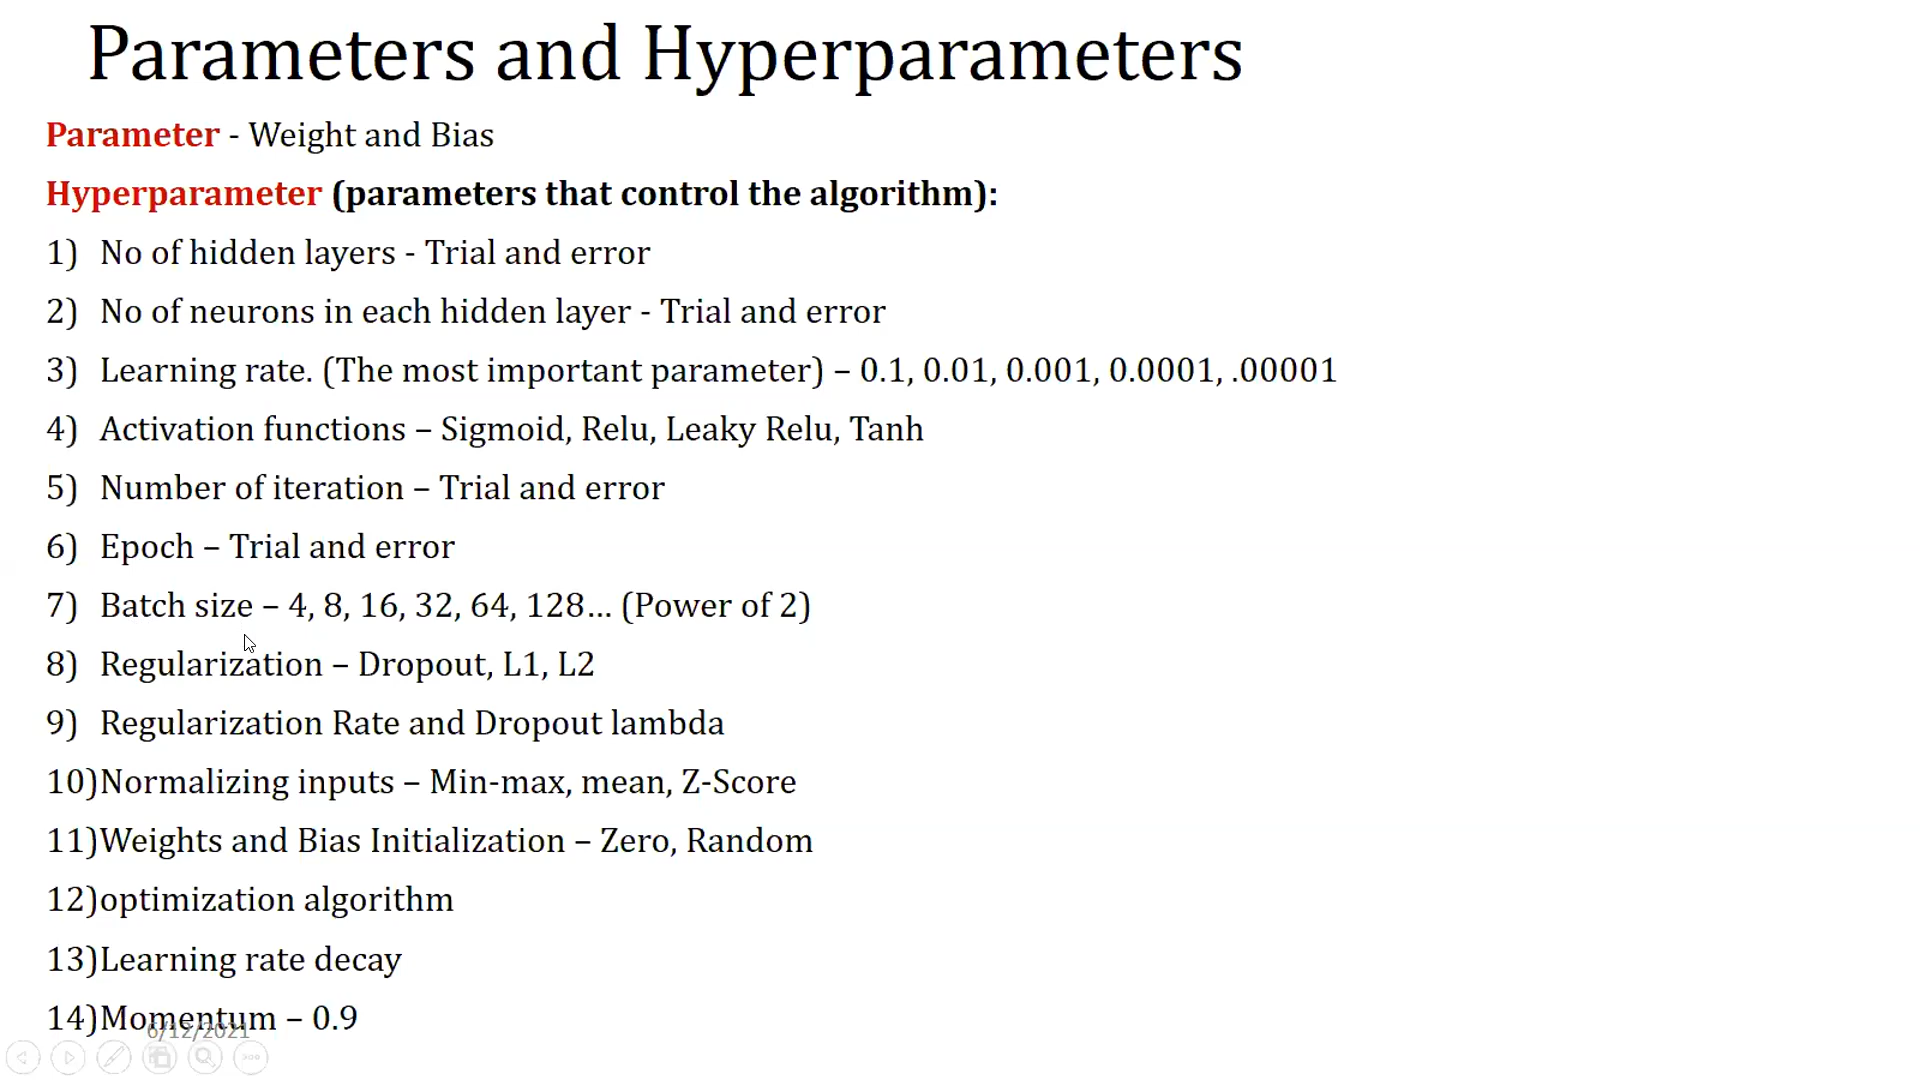 Parameters and Hyperparameters
Parameter - Weight and Bias
Hyperparameter (parameters that control the algorithm):
1) No of hidden layers - Trial and error
2) No of neurons in each hidden layer - Trial and error
3) Learning rate. (The most important parameter) – 0.1, 0.01, 0.001, 0.0001, .00001
4) Activation functions – Sigmoid, Relu, Leaky Relu, Tanh
5) Number of iteration – Trial and error
6) Epoch – Trial and error
7) Batch size – 4, 8, 16, 32, 64, 128… (Power of 2)
8) Regularization – Dropout, L1, L2
9) Regularization Rate and Dropout lambda
10)Normalizing inputs – Min-max, mean, Z-Score
11)Weights and Bias Initialization – Zero, Random
12)optimization algorithm
13)Learning rate decay
14)Momentum – 0.9
6/12/2021